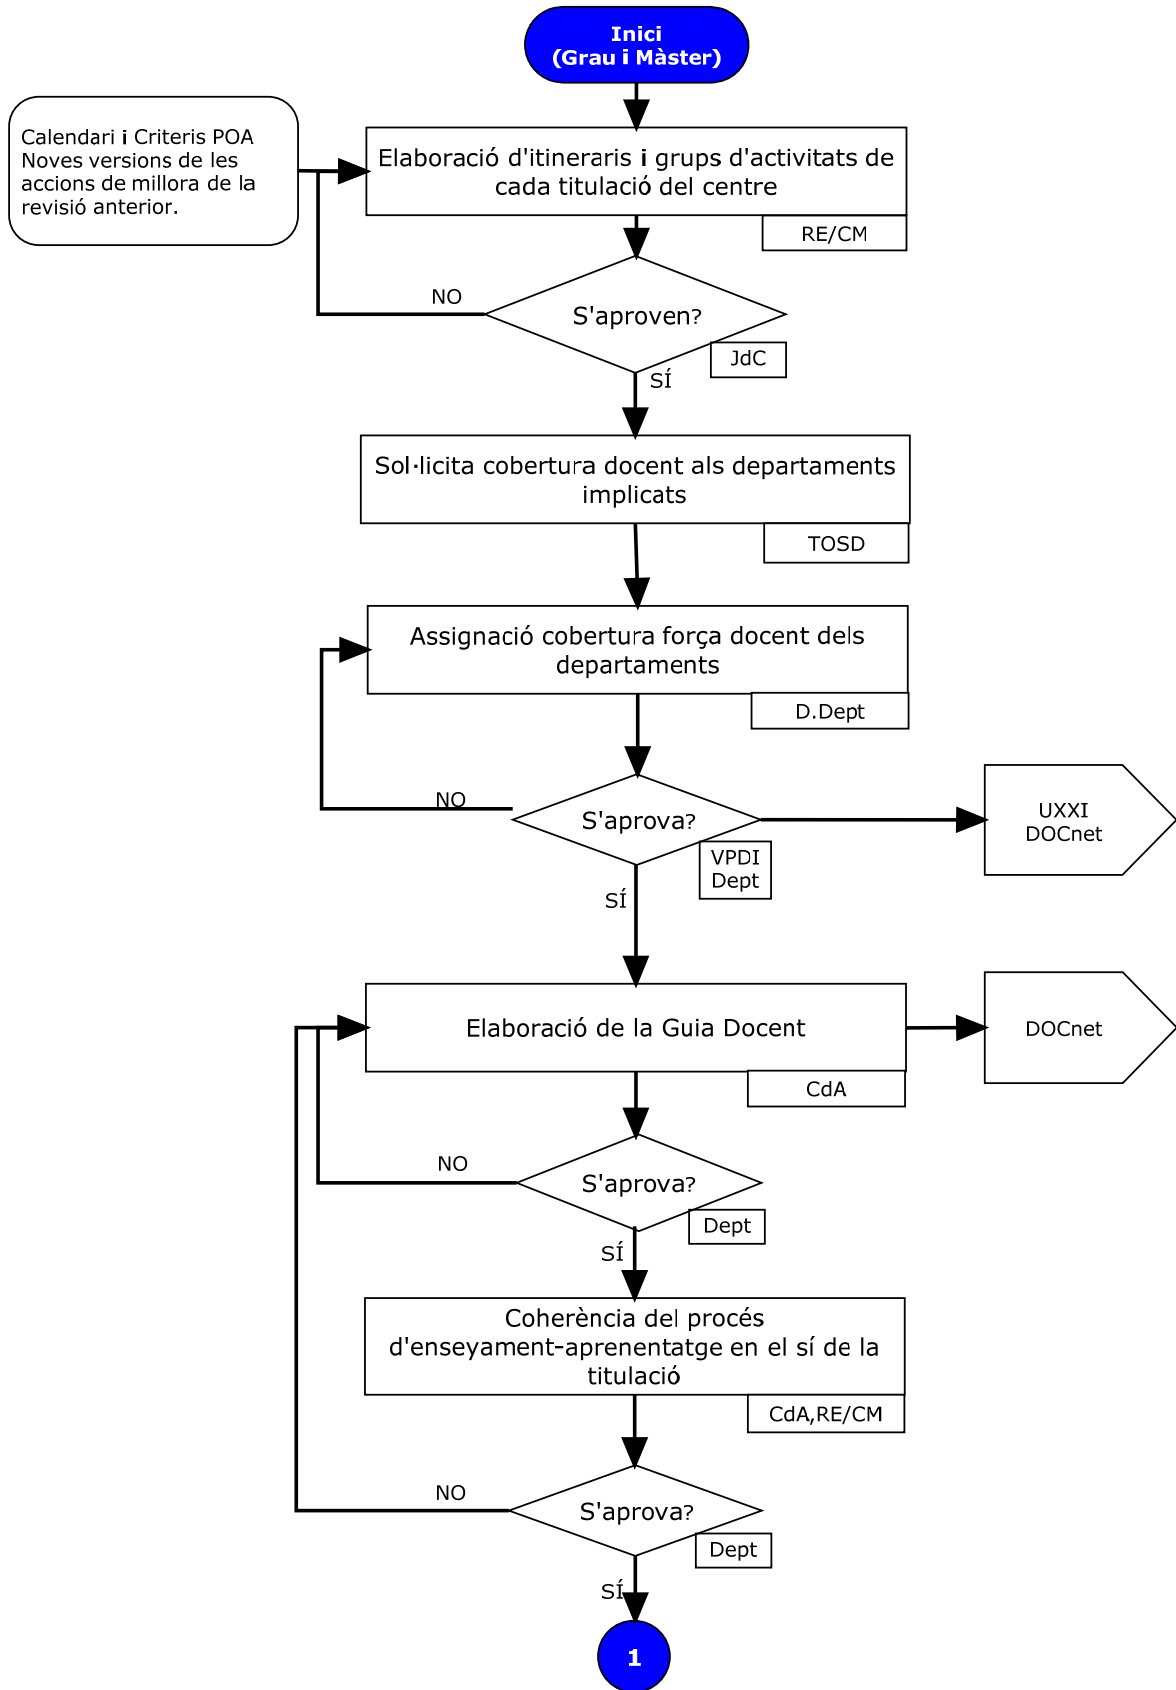 Inici
(Grau i Màster)
Calendari i Criteris POA
Noves versions de les
accions de millora de la
revisió anterior.
Elaboració d'itineraris i grups d'activitats de
cada titulació del centre
RE/CM
NO
S'aproven?
JdC
SÍ
Sol·licita cobertura docent als departaments
implicats
TOSD
Assignació cobertura força docent dels
departaments
D.Dept
NO
S'aprova?
VPDI
Dept
UXXI
DOCnet
SÍ
Elaboració de la Guia Docent
CdA
DOCnet
NO
S'aprova?
Dept
SÍ
Coherència del procés
d'enseyament-aprenentatge en el sí de la
titulació
CdA,RE/CM
NO
S'aprova?
Dept
SÍ
1